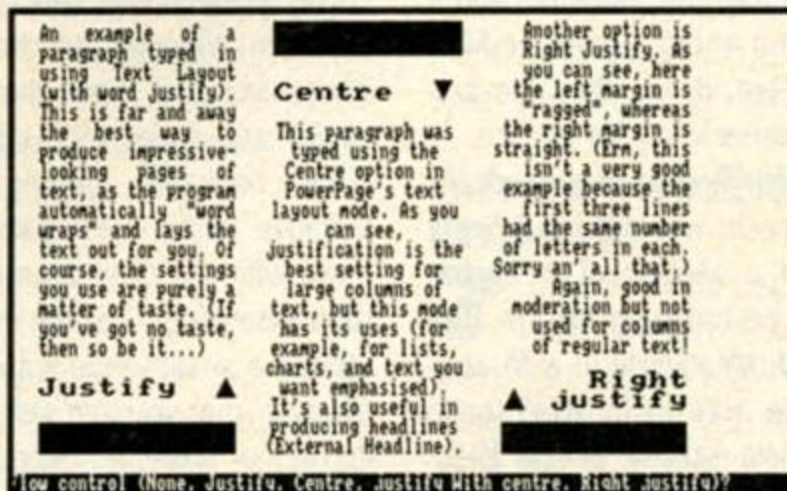 An example of a
paragraph typed in
using Text Layout
(with word justify).
This is far and away
the best way to
produce impressive-
looking pages of
text, as the program
automatically "word
wraps" and lays the
text out for you. Of
course, the settings
you use are purely a
matter of taste. (If
you've got no taste,
then so be it...)
Justify ▲
Centre ▼
This paragraph was
typed using the
Centre option in
PowerPage's text
layout mode. As you
can see,
justification is the
best setting for
large columns of
text, but this mode
has its uses (for
example, for lists,
charts, and text you
want emphasised).
It's also useful in
producing headlines
(External Headline).
Another option is
Right Justify. As
you can see, here
the left margin is
"ragged", whereas
the right margin is
straight. (Erm, this
isn't a very good
example because the
first three lines
had the same number
of letters in each.
Sorry an' all that.)
Again, good in
moderation but not
used for columns
of regular text!
Right
▲ justify
flow control (None, Justify, Centre, justify With centre, Right justify)?